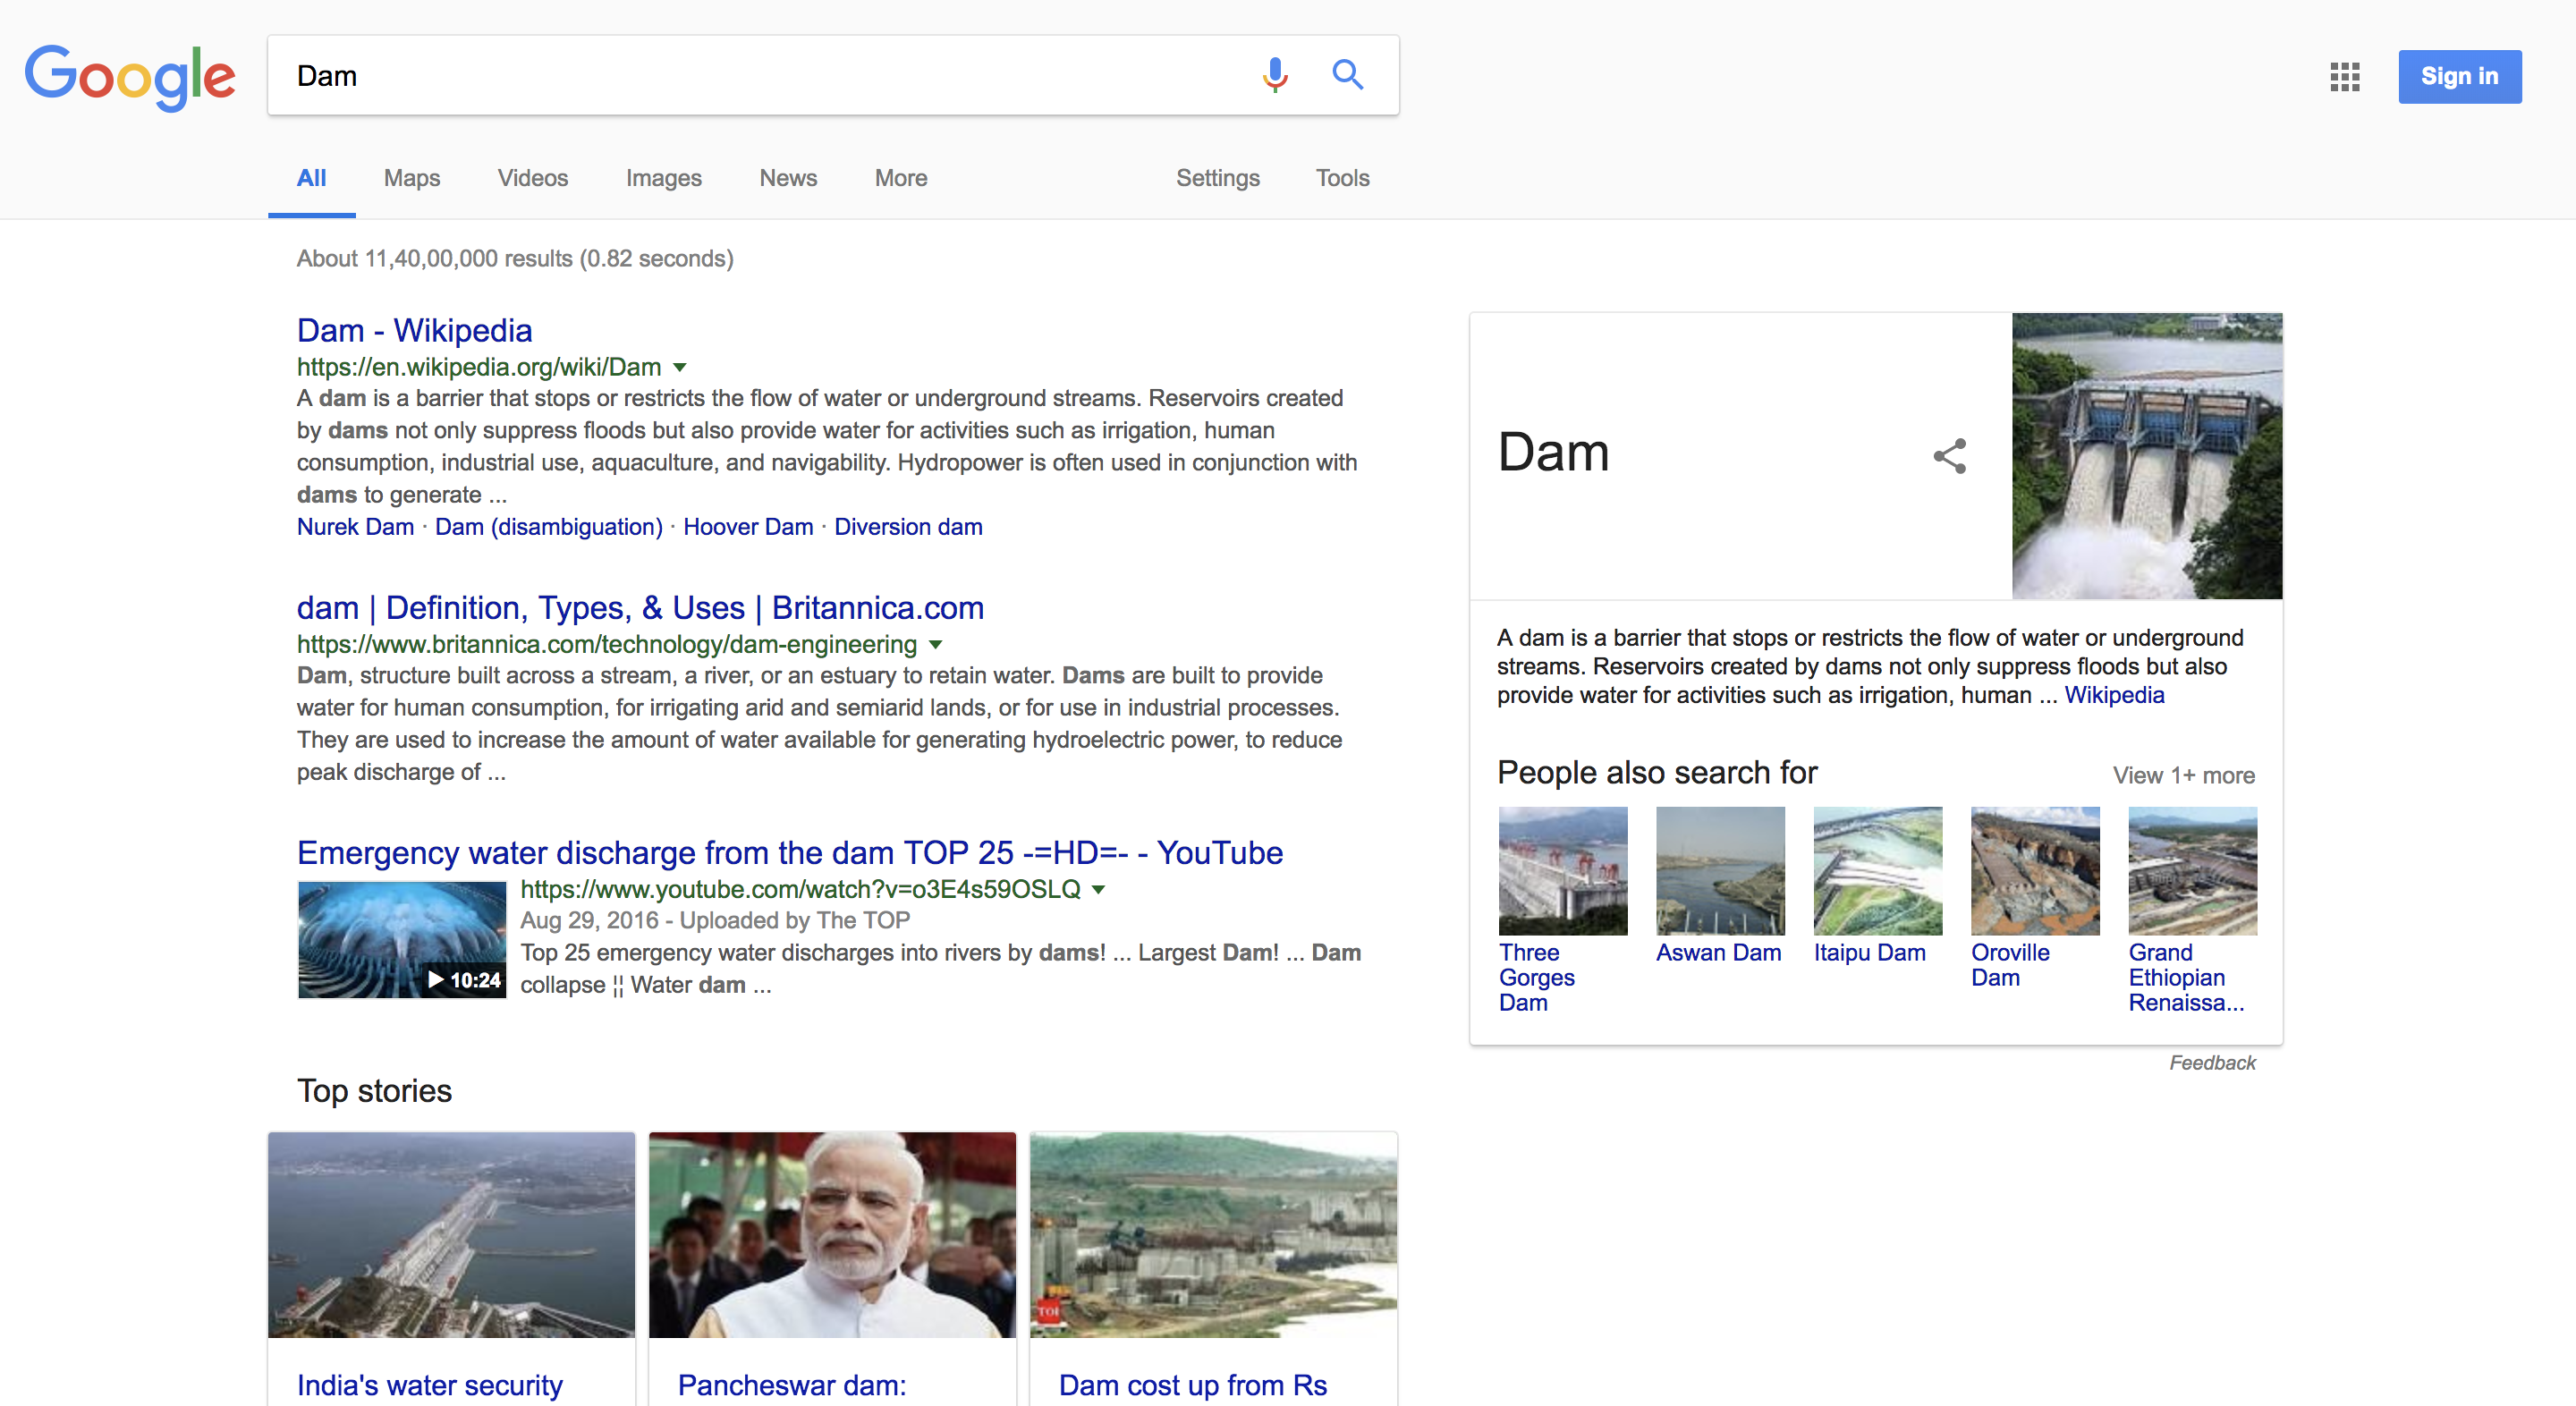 Google
Dam
Sign in
All Maps Videos Images News More Settings Tools
About 11,40,00,000 results (0.82 seconds)
Dam - Wikipedia
https://en.wikipedia.org/wiki/Dam
A dam is a barrier that stops or restricts the flow of water or underground streams. Reservoirs created
by dams not only suppress floods but also provide water for activities such as irrigation, human
consumption, industrial use, aquaculture, and navigability. Hydropower is often used in conjunction with
dams to generate ...
Nurek Dam · Dam (disambiguation) · Hoover Dam · Diversion dam
dam | Definition, Types, & Uses | Britannica.com
https://www.britannica.com/technology/dam-engineering
Dam, structure built across a stream, a river, or an estuary to retain water. Dams are built to provide
water for human consumption, for irrigating arid and semiarid lands, or for use in industrial processes.
They are used to increase the amount of water available for generating hydroelectric power, to reduce
peak discharge of ...
Emergency water discharge from the dam TOP 25 -=HD=- - YouTube
https://www.youtube.com/watch?v=o3E4s59OSLQ
Aug 29, 2016 - Uploaded by The TOP
Top 25 emergency water discharges into rivers by dams! ... Largest Dam! ... Dam
collapse ¦¦ Water dam ...
10:24
Top stories
TOI
India's water security
Pancheswar dam:
Dam cost up from Rs
Dam
A dam is a barrier that stops or restricts the flow of water or underground
streams. Reservoirs created by dams not only suppress floods but also
provide water for activities such as irrigation, human ... Wikipedia
People also search for
View 1+ more
Three
Gorges
Dam
Aswan Dam
Itaipu Dam
Oroville
Dam
Grand
Ethiopian
Renaissa...
Feedback